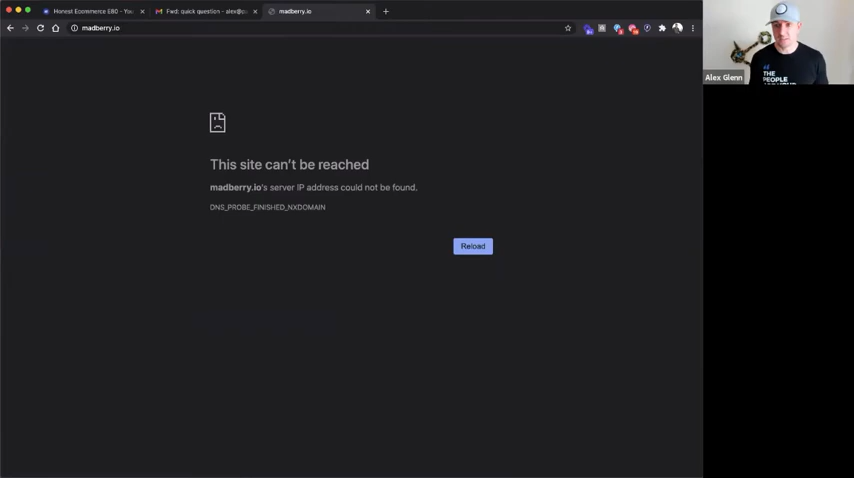 Honest Ecommerce E80 - You
Fwd: quick question - alex@pa
madberry.io
madberry.io
Alex Glenn
THE
PEOPLE
This site can't be reached
madberry.io's server IP address could not be found.
DNS_PROBE_FINISHED_NXDOMAIN
Reload